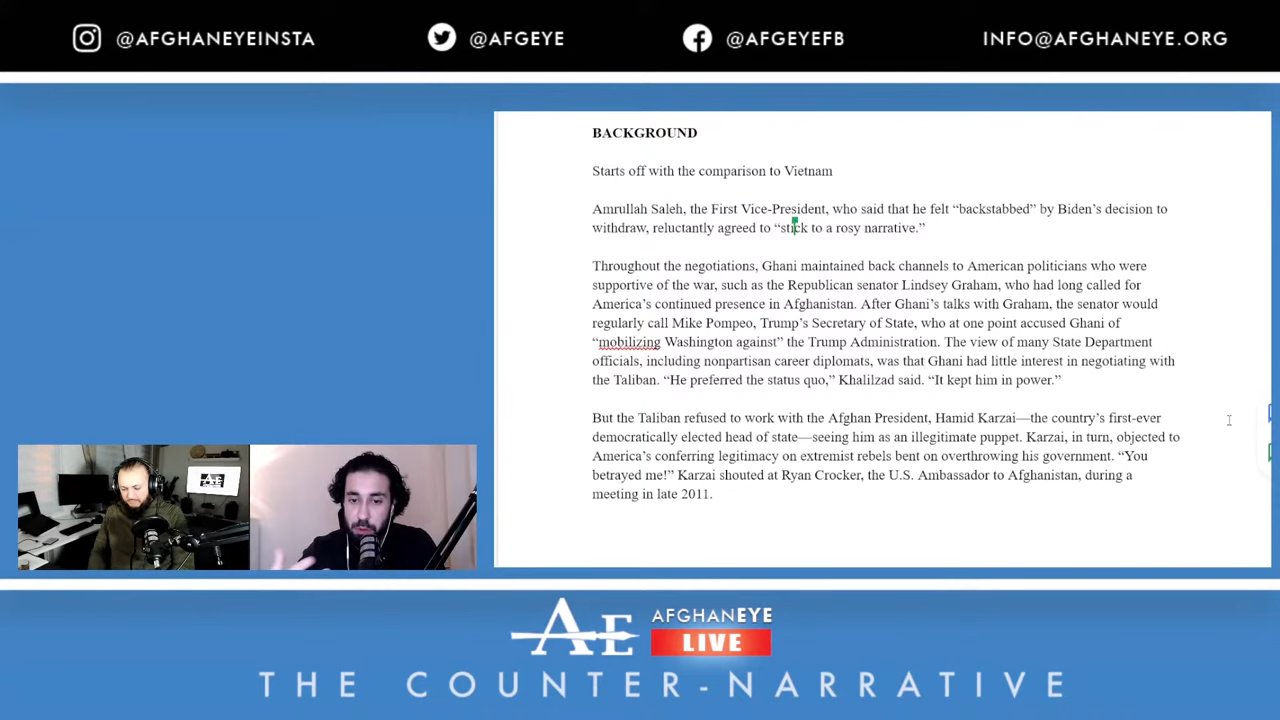 @AFGHANEYEINSTA
@AFGEYE
@AFGEYEFB
INFO@AFGHANEYE.ORG
BACKGROUND
Starts off with the comparison to Vietnam
Amrullah Saleh, the First Vice-President, who said that he felt “backstabbed” by Biden’s decision to
withdraw, reluctantly agreed to “stick to a rosy narrative.”
Throughout the negotiations, Ghani maintained back channels to American politicians who were
supportive of the war, such as the Republican senator Lindsey Graham, who had long called for
America’s continued presence in Afghanistan. After Ghani’s talks with Graham, the senator would
regularly call Mike Pompeo, Trump’s Secretary of State, who at one point accused Ghani of
“mobilizing Washington against” the Trump Administration. The view of many State Department
officials, including nonpartisan career diplomats, was that Ghani had little interest in negotiating with
the Taliban. “He preferred the status quo,” Khalilzad said. “It kept him in power.”
But the Taliban refused to work with the Afghan President, Hamid Karzai—the country’s first-ever
democratically elected head of state—seeing him as an illegitimate puppet. Karzai, in turn, objected to
America’s conferring legitimacy on extremist rebels bent on overthrowing his government. “You
betrayed me!” Karzai shouted at Ryan Crocker, the U.S. Ambassador to Afghanistan, during a
meeting in late 2011.
AE
AFGHANEYE
LIVE
THE COUNTER-NARRATIVE